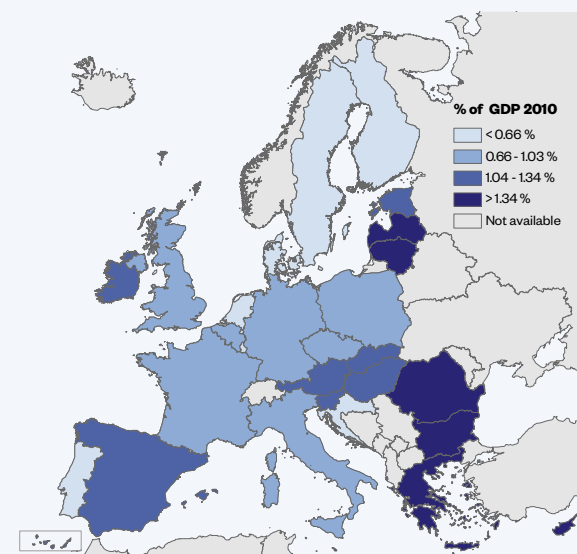 % of GDP 2010
< 0.66 %
0.66 - 1.03 %
1.04 - 1.34 %
> 1.34 %
Not available